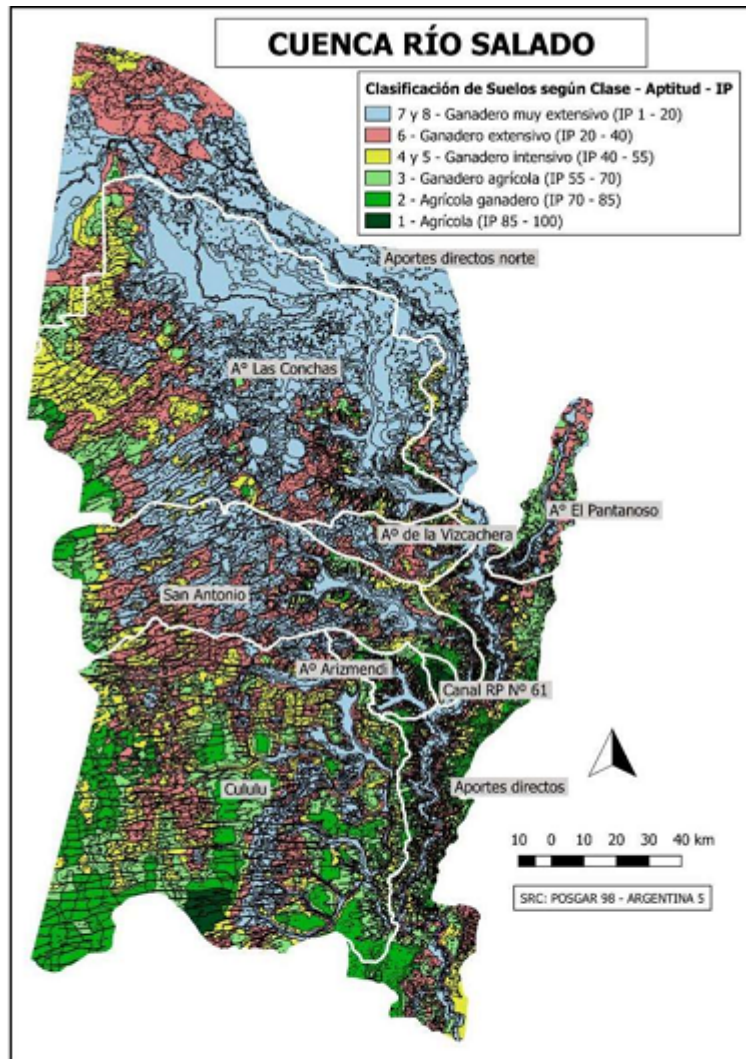 CUENCA RÍO SALADO
Clasificación de Suelos según Clase - Aptitud - IP
7 y 8 - Ganadero muy extensivo (IP 1 - 20)
6 - Ganadero extensivo (IP 20 - 40)
4 y 5 - Ganadero intensivo (IP 40 - 55)
3 - Ganadero agrícola (IP 55 - 70)
2 - Agrícola ganadero (IP 70 - 85)
1 - Agrícola (IP 85 - 100)
Aportes directos norte
A° Las Conchas
A° El Pantanoso
Aº de la Vizcachera
San Antonio
Aº Arizmendi
Canal RP Nº 61
Cululu
Aportes directos
10 0 10 20 30 40 km
SRC: POSGAR 98 - ARGENTINA 5